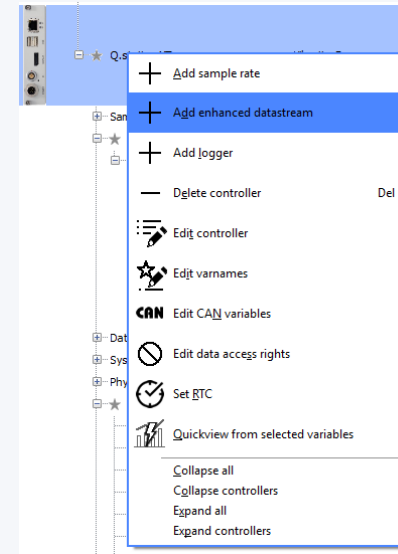 Add sample rate
Add enhanced datastream
Add logger
Delete controller Del
Edit controller
Edit varnames
CAN Edit CAN variables
Edit data access rights
Set RTC
Quickview from selected variables
Collapse all
Collapse controllers
Expand all
Expand controllers